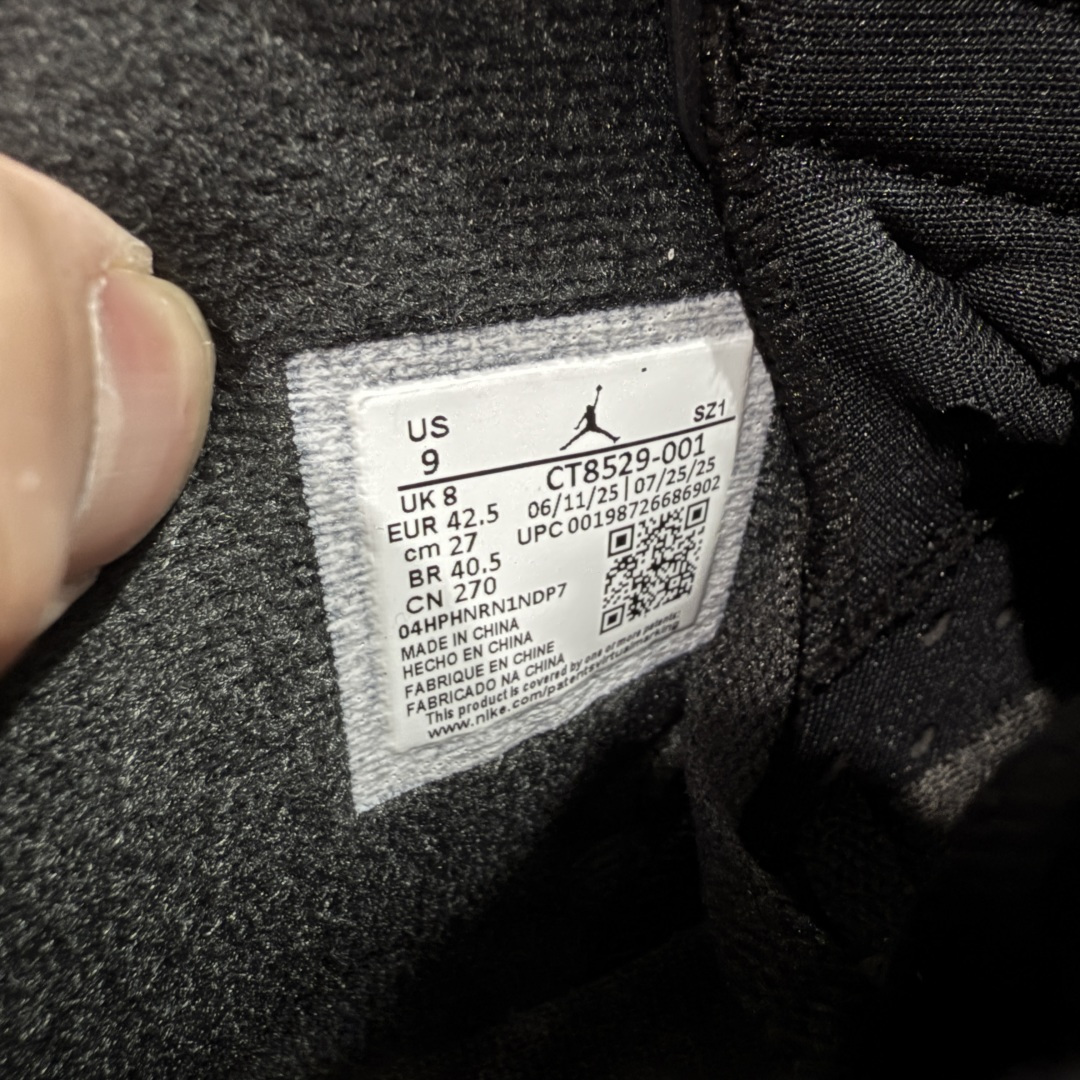 US
9
SZ1
UK 8
EUR 42.5
cm 27
BR 40.5
CN 270
CT8529-001
06/11/25 | 07/25/25
UPC 00198726686902
04HPHNRN1NDP7
MADE IN CHINA
HECHO EN CHINA
FABRIQUE EN CHINE
FABRICADO NA CHINA
This product is covered by one or more patents.
www.nike.com/patents virtualmarking